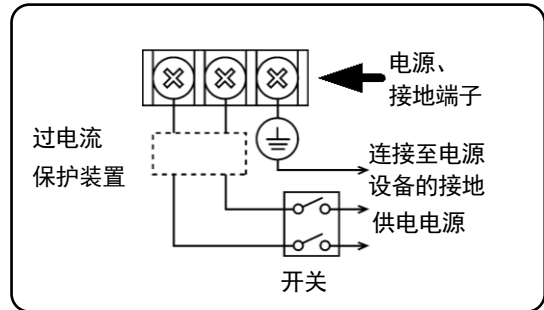 电源、
接地端子
过电流
保护装置
连接至电源
设备的接地
供电电源
开关